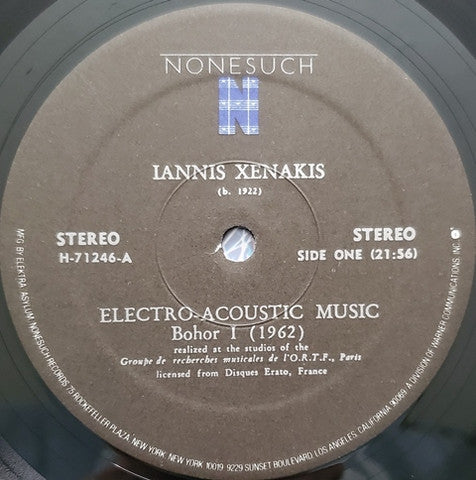 NONESUCH
N
IANNIS XENAKIS
(b. 1922)
STEREO
H-71246-A
STEREO
SIDE ONE (21:56)
ELECTRO-ACOUSTIC MUSIC
Bohor I (1962)
realized at the studios of the
Groupe de recherches musicales de l'O.R.T.F., Paris
licensed from Disques Erato, France
MFG BY ELEKTRA/ASYLUM/NONESUCH RECORDS 75 ROCKEFELLER PLAZA, NEW YORK, NEW YORK 10019 9229 SUNSET BOULEVARD LOS ANGELES, CALIFORNIA 90069 A DIVISION OF WARNER COMMUNICATIONS INC.